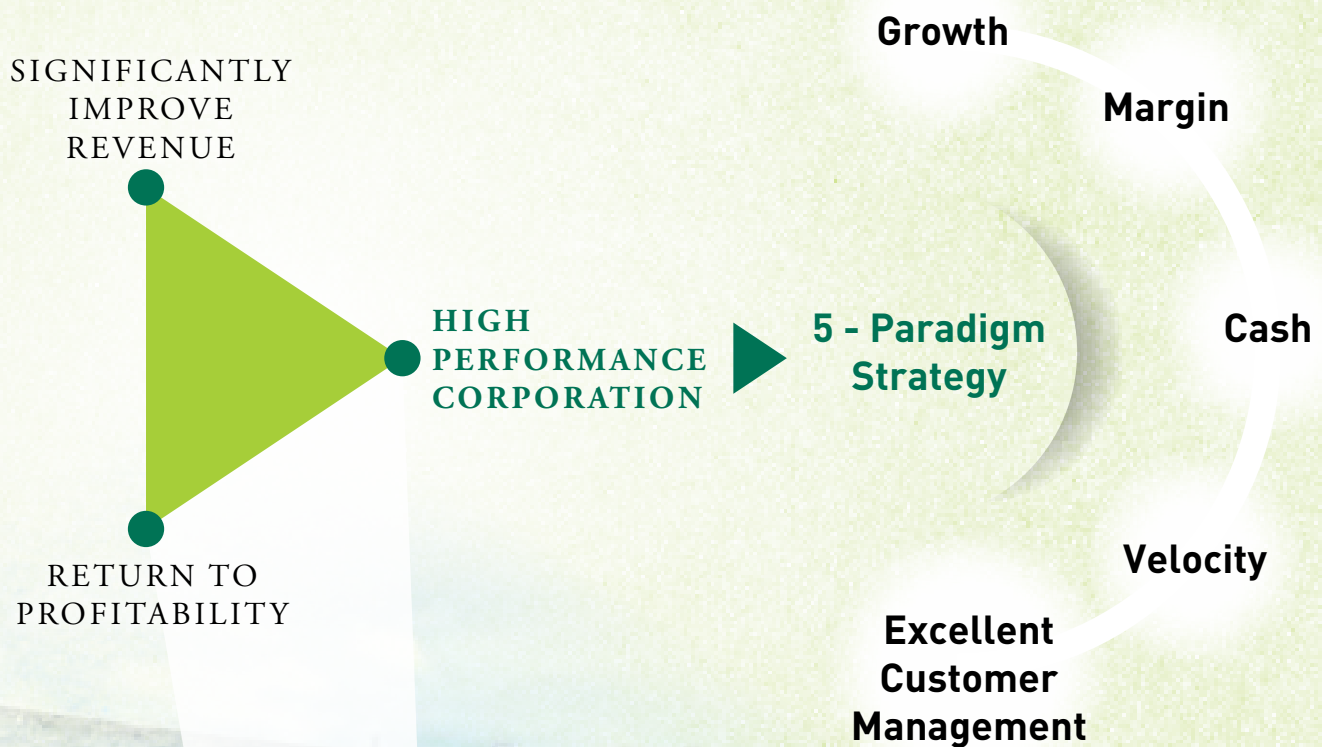 SIGNIFICANTLY
IMPROVE
REVENUE
RETURN TO
PROFITABILITY
HIGH
PERFORMANCE
CORPORATION
5 - Paradigm
Strategy
Growth
Margin
Cash
Velocity
Excellent
Customer
Management